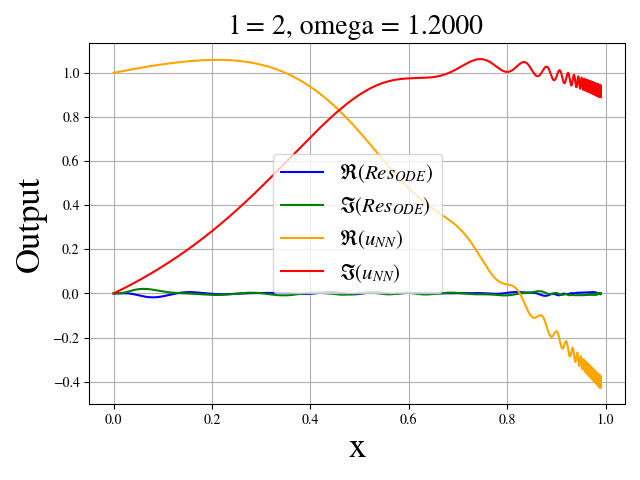 l = 2, omega = 1.2000
Output
1.0
0.8
0.6
0.4
0.2
0.0
−0.2
−0.4
ℜ(Res_ODE)
ℑ(Res_ODE)
ℜ(u_NN)
ℑ(u_NN)
0.0 0.2 0.4 0.6 0.8 1.0
x